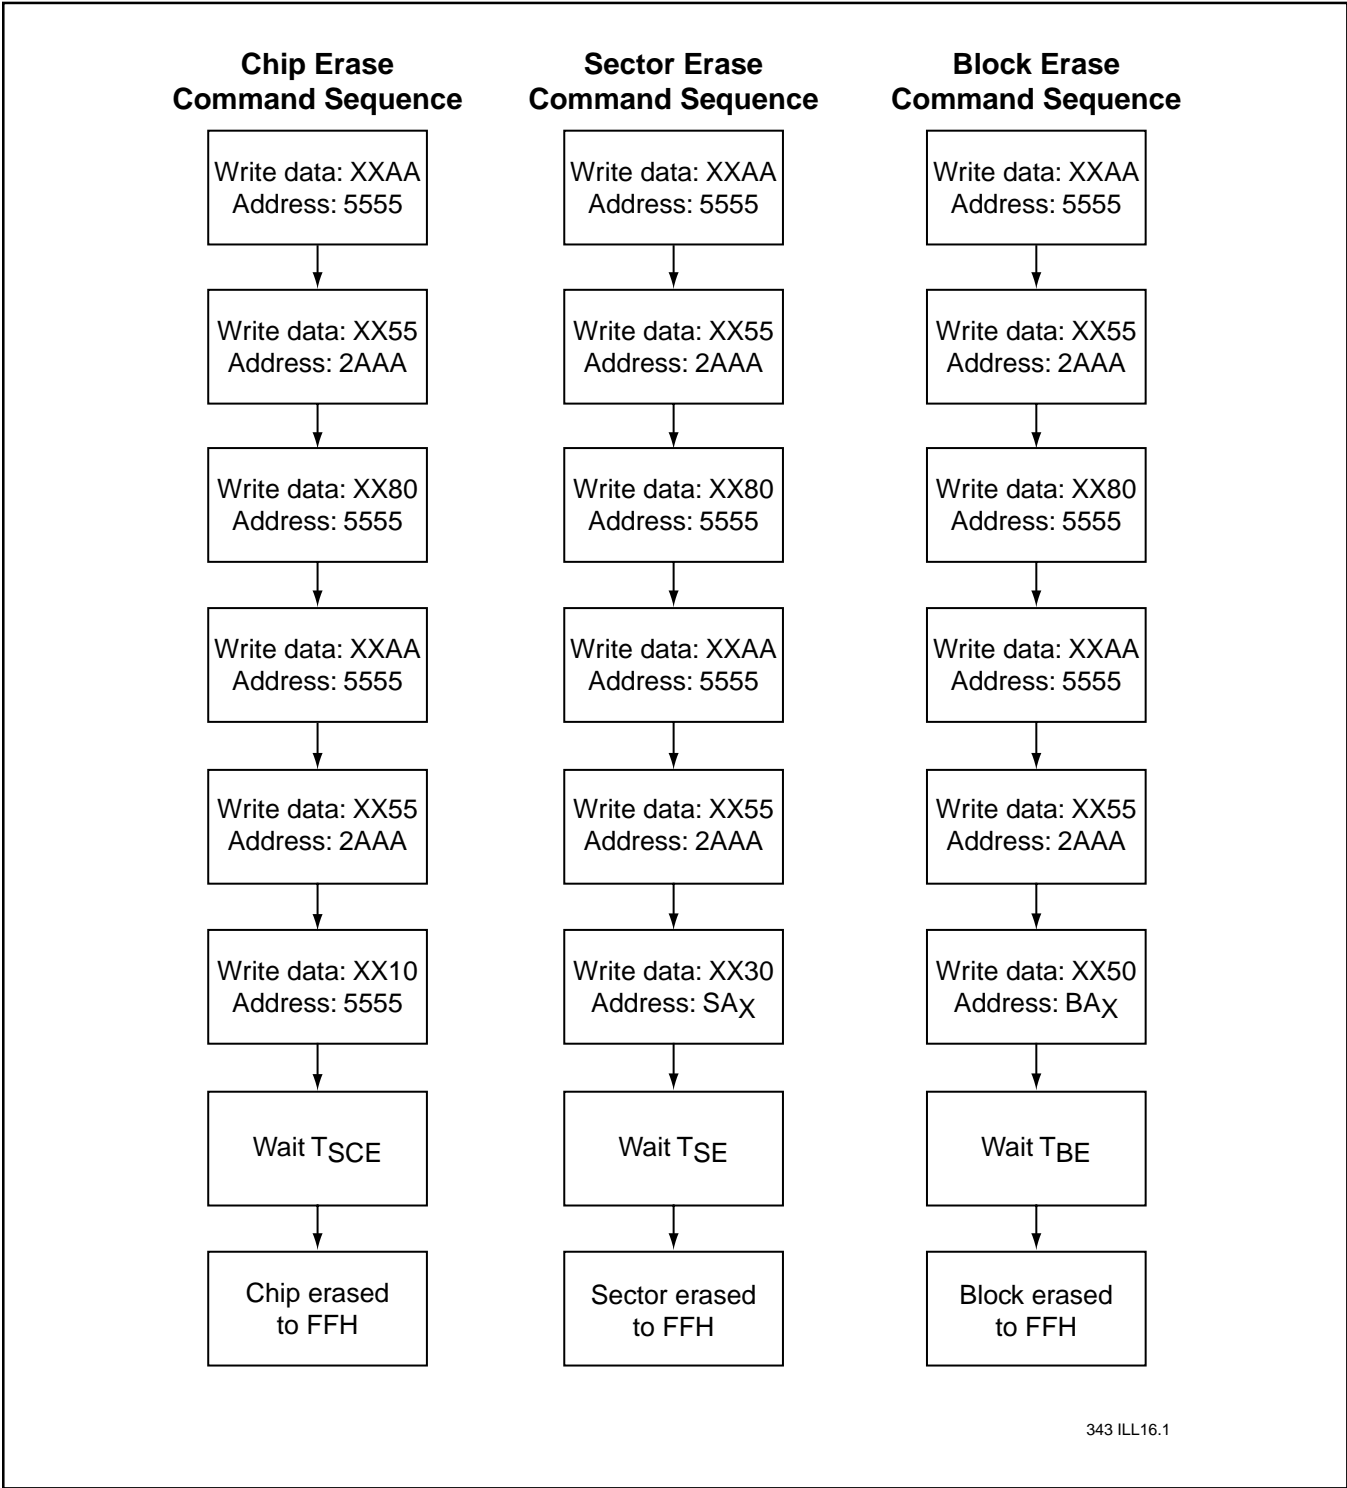 Chip Erase
Command Sequence
Write data: XXAA
Address: 5555
Write data: XX55
Address: 2AAA
Write data: XX80
Address: 5555
Write data: XXAA
Address: 5555
Write data: XX55
Address: 2AAA
Write data: XX10
Address: 5555
Wait TSCE
Chip erased
to FFH
Sector Erase
Command Sequence
Write data: XXAA
Address: 5555
Write data: XX55
Address: 2AAA
Write data: XX80
Address: 5555
Write data: XXAA
Address: 5555
Write data: XX55
Address: 2AAA
Write data: XX30
Address: SAX
Wait TSE
Sector erased
to FFH
Block Erase
Command Sequence
Write data: XXAA
Address: 5555
Write data: XX55
Address: 2AAA
Write data: XX80
Address: 5555
Write data: XXAA
Address: 5555
Write data: XX55
Address: 2AAA
Write data: XX50
Address: BAX
Wait TBE
Block erased
to FFH
343 ILL16.1